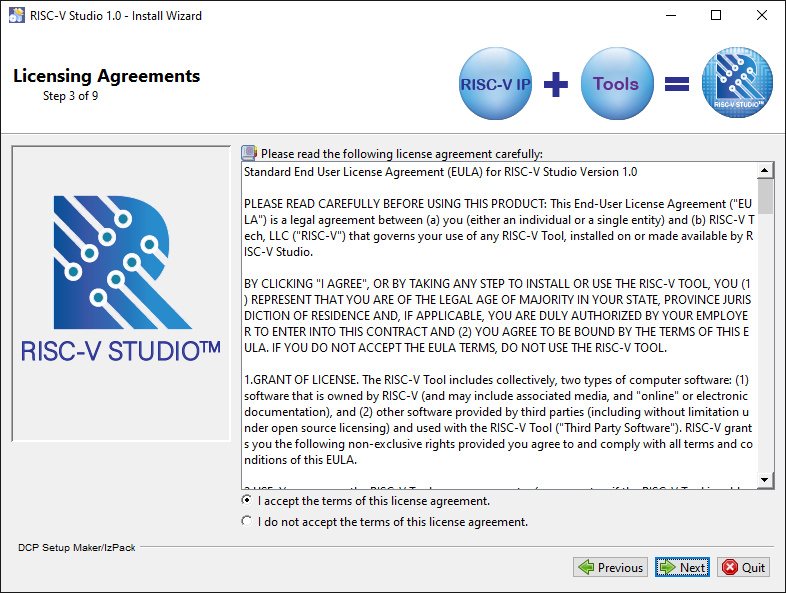 RISC-V Studio 1.0 - Install Wizard
Licensing Agreements
Step 3 of 9
RISC-V IP
+
Tools
=
RISC-V STUDIO™
RISC-V STUDIO™
Please read the following license agreement carefully:
Standard End User License Agreement (EULA) for RISC-V Studio Version 1.0
PLEASE READ CAREFULLY BEFORE USING THIS PRODUCT: This End-User License Agreement ("EU
LA") is a legal agreement between (a) you (either an individual or a single entity) and (b) RISC-V T
ech, LLC ("RISC-V") that governs your use of any RISC-V Tool, installed on or made available by R
ISC-V Studio.
BY CLICKING "I AGREE", OR BY TAKING ANY STEP TO INSTALL OR USE THE RISC-V TOOL, YOU (1
) REPRESENT THAT YOU ARE OF THE LEGAL AGE OF MAJORITY IN YOUR STATE, PROVINCE JURIS
DICTION OF RESIDENCE AND, IF APPLICABLE, YOU ARE DULY AUTHORIZED BY YOUR EMPLOYE
R TO ENTER INTO THIS CONTRACT AND (2) YOU AGREE TO BE BOUND BY THE TERMS OF THIS E
ULA. IF YOU DO NOT ACCEPT THE EULA TERMS, DO NOT USE THE RISC-V TOOL.
1.GRANT OF LICENSE. The RISC-V Tool includes collectively, two types of computer software: (1)
software that is owned by RISC-V (and may include associated media, and "online" or electronic
documentation), and (2) other software provided by third parties (including without limitation u
nder open source licensing) and used with the RISC-V Tool ("Third Party Software"). RISC-V grant
s you the following non-exclusive rights provided you agree to and comply with all terms and co
nditions of this EULA.
I accept the terms of this license agreement.
I do not accept the terms of this license agreement.
DCP Setup Maker/IzPack
Previous
Next
Quit